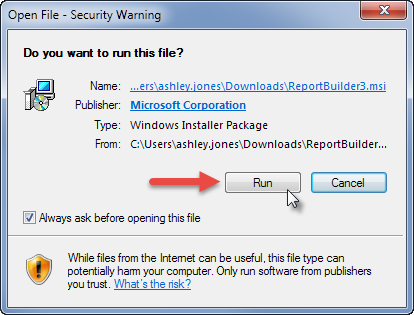 Open File - Security Warning
Do you want to run this file?
Name: ...ers\ashley.jones\Downloads\ReportBuilder3.msi
Publisher: Microsoft Corporation
Type: Windows Installer Package
From: C:\Users\ashley.jones\Downloads\ReportBuilder...
Run Cancel
Always ask before opening this file
While files from the Internet can be useful, this file type can
potentially harm your computer. Only run software from publishers
you trust. What's the risk?